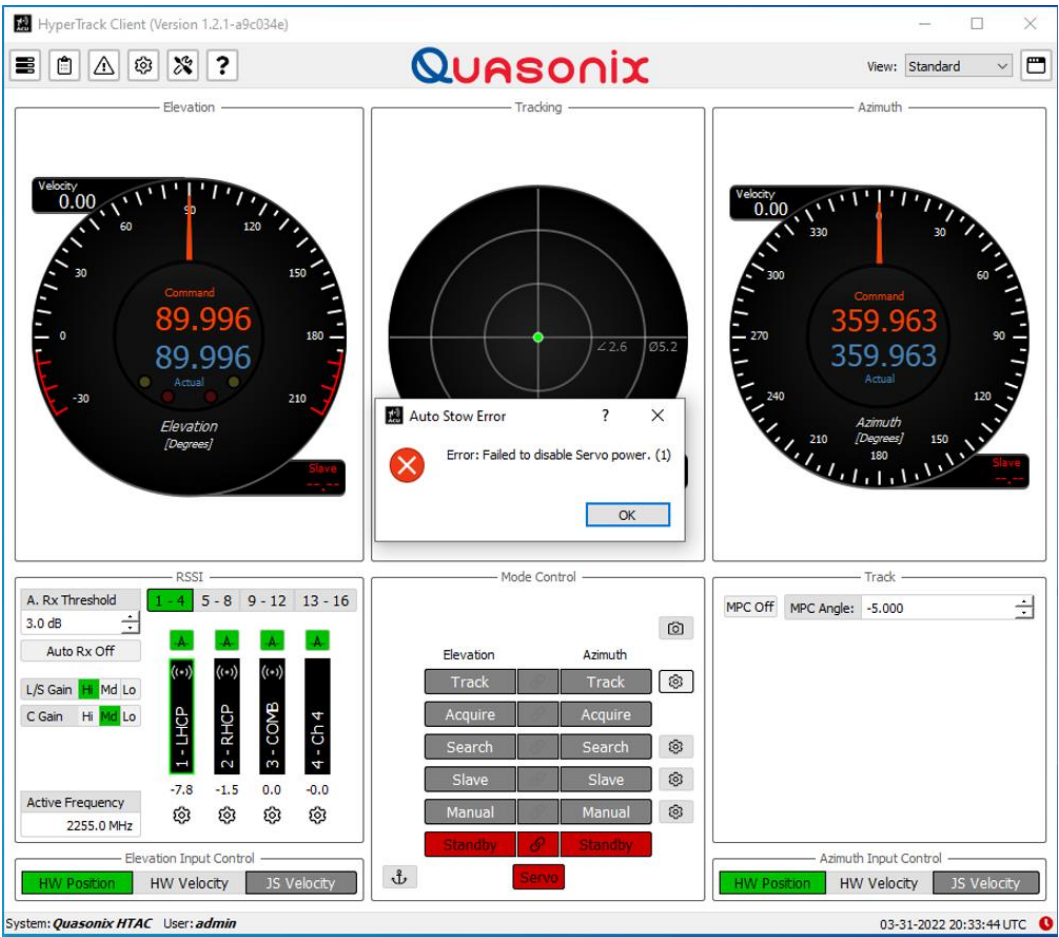 HyperTrack Client (Version 1.2.1-a9c034e)
QUASONIX
View: Standard
Elevation
Velocity
0.00
90
60
120
30
150
Command
89.996
0
180
89.996
Actual
-30
210
Elevation
[Degrees]
Slave
--.--
Tracking
∠2.6 Ø5.2
Azimuth
Velocity
0.00
0
330
30
300
60
Command
359.963
270
90
359.963
Actual
240
120
Azimuth
[Degrees]
210
150
180
Slave
--.--
ACU
Auto Stow Error ?
Error: Failed to disable Servo power. (1)
OK
RSSI
A. Rx Threshold
3.0 dB
Auto Rx Off
L/S Gain Hi Md Lo
C Gain Hi Md Lo
Active Frequency
2255.0 MHz
1 - 4 5 - 8 9 - 12 13 - 16
A A A A
1 - LHCP
2 - RHCP
3 - COMB
4 - Ch 4
-7.8 -1.5 0.0 -0.0
Mode Control
Elevation Azimuth
Track Track
Acquire Acquire
Search Search
Slave Slave
Manual Manual
Standby Standby
Servo
Track
MPC Off MPC Angle: -5.000
Elevation Input Control
HW Position HW Velocity JS Velocity
Azimuth Input Control
HW Position HW Velocity JS Velocity
System: Quasonix HTAC User: admin
03-31-2022 20:33:44 UTC